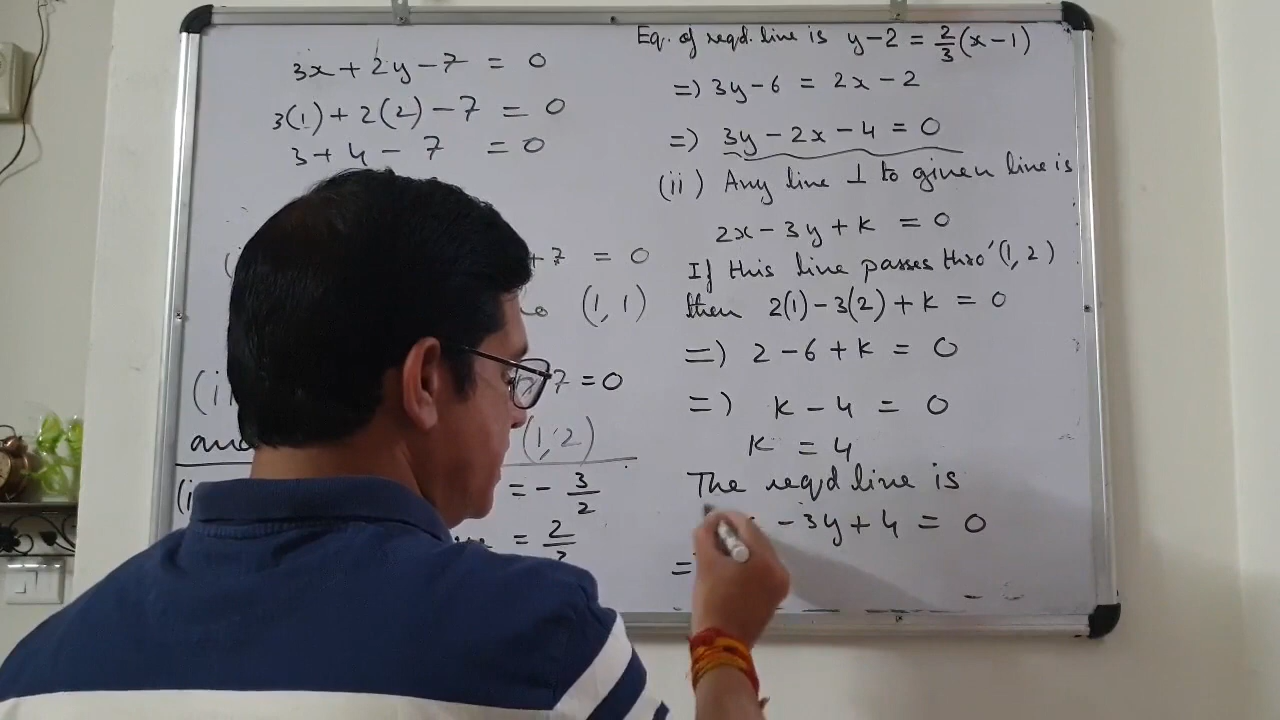 3x + 2y - 7 = 0
3(1) + 2(2) - 7 = 0
3 + 4 - 7 = 0
+ 7 = 0
(1, 1)
(i
7 = 0
and (1, 2)
(i = - 3/2
= 2/3
Eq. of reqd. line is y - 2 = 2/3 (x - 1)
=) 3y - 6 = 2x - 2
=) 3y - 2x - 4 = 0
(ii) Any line ⊥ to given line is
2x - 3y + k = 0
If this line passes thro' (1, 2)
then 2(1) - 3(2) + k = 0
=) 2 - 6 + k = 0
=) k - 4 = 0
k = 4
The reqd line is
- 3y + 4 = 0
=